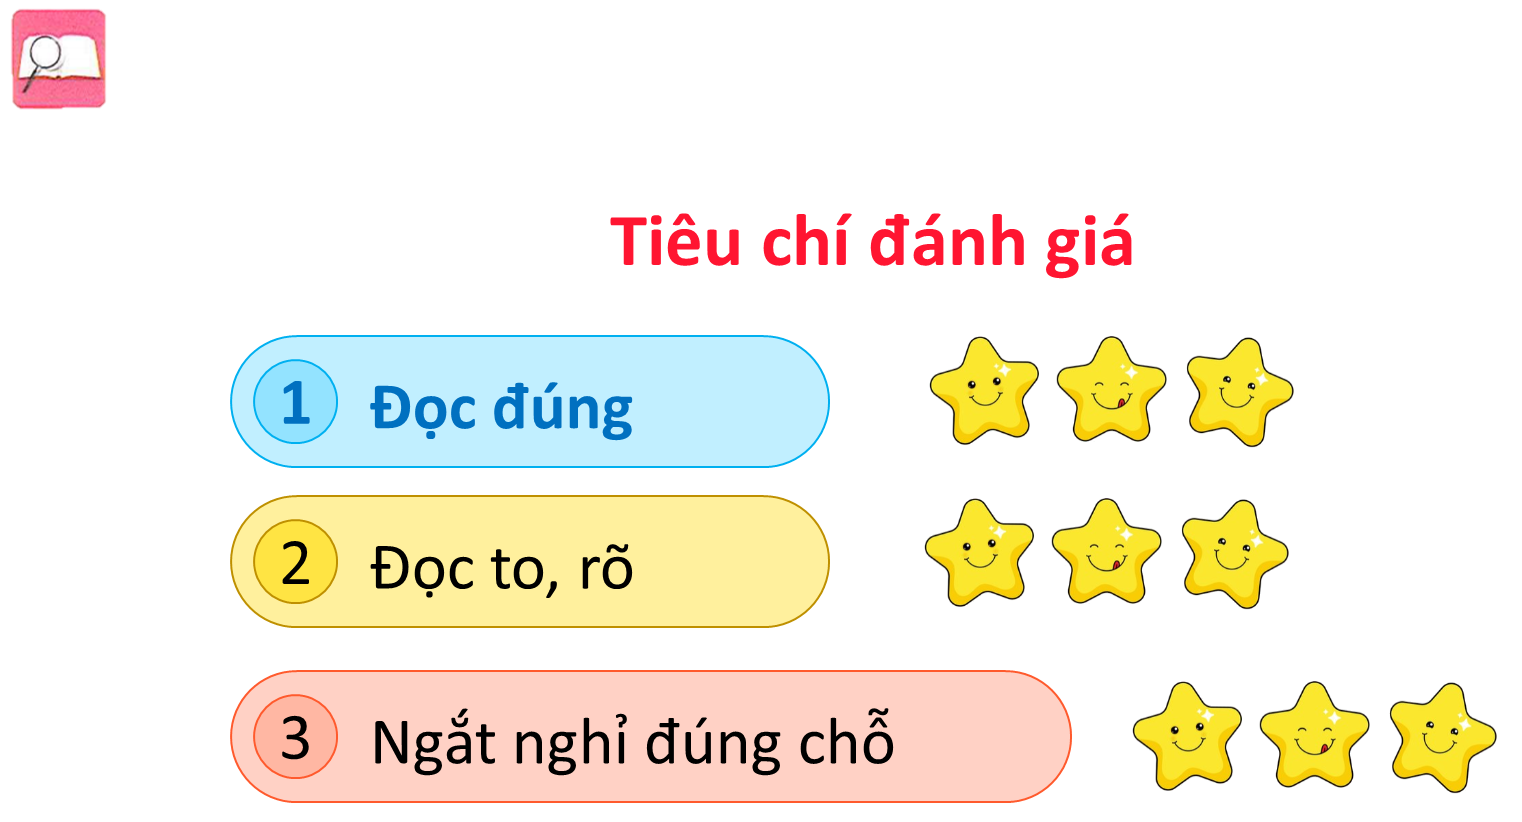 Tiêu chí đánh giá
1 Đọc đúng
2 Đọc to, rõ
3 Ngắt nghỉ đúng chỗ